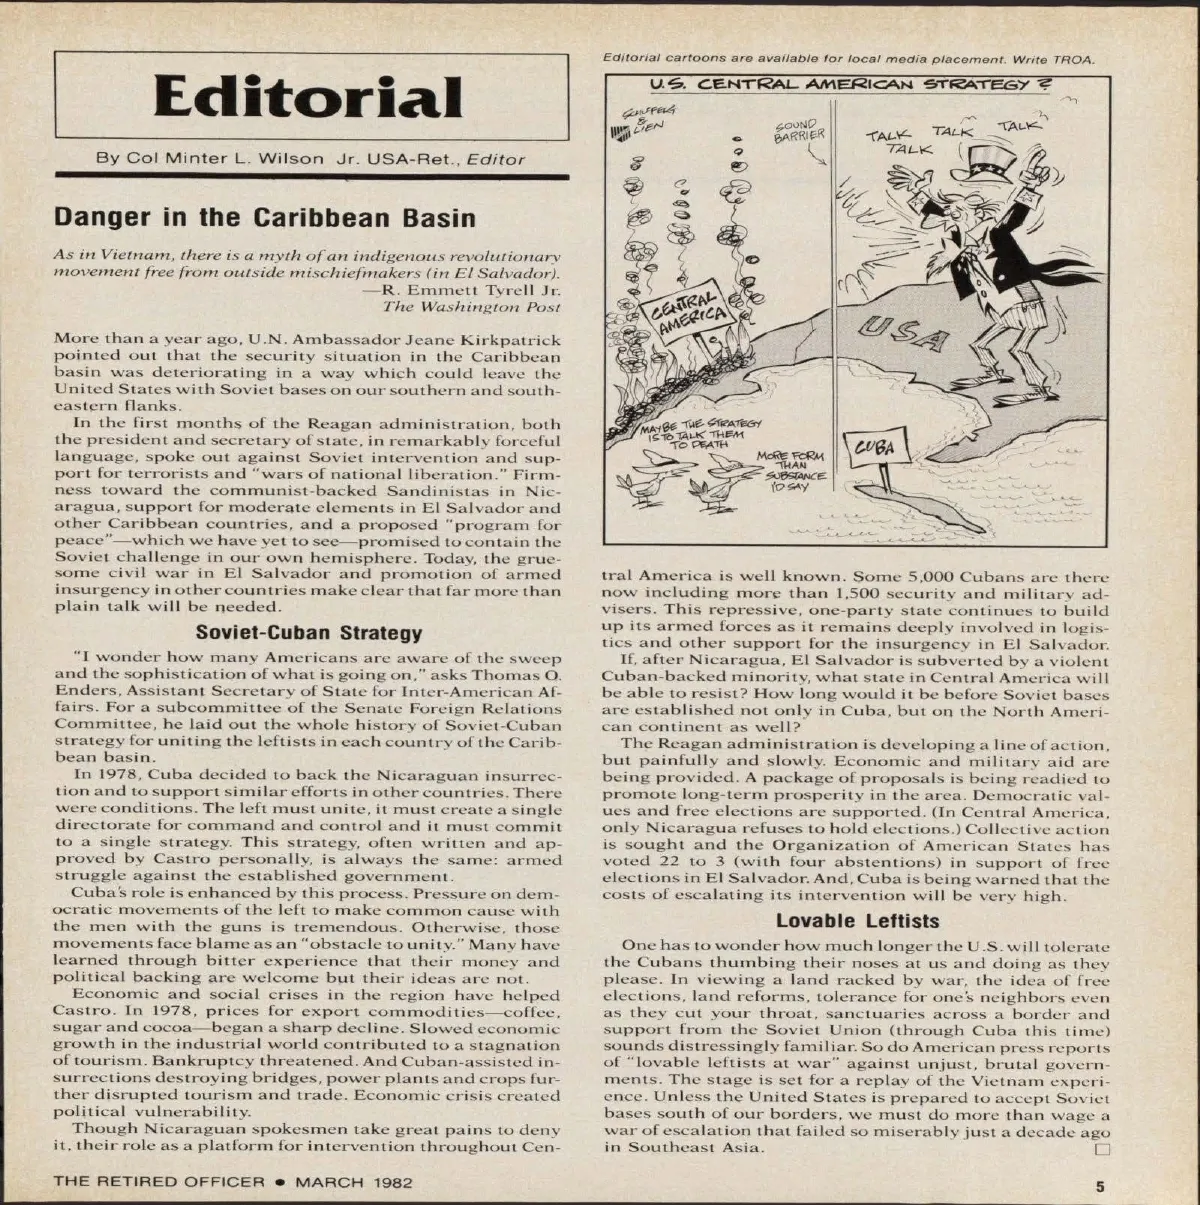 Editorial
By Col Minter L. Wilson Jr. USA-Ret., Editor
Danger in the Caribbean Basin
As in Vietnam, there is a myth of an indigenous revolutionary
movement free from outside mischiefmakers (in El Salvador).
—R. Emmett Tyrell Jr.
The Washington Post
More than a year ago, U.N. Ambassador Jeane Kirkpatrick
pointed out that the security situation in the Caribbean
basin was deteriorating in a way which could leave the
United States with Soviet bases on our southern and south-
eastern flanks.
In the first months of the Reagan administration, both
the president and secretary of state, in remarkably forceful
language, spoke out against Soviet intervention and sup-
port for terrorists and "wars of national liberation." Firm-
ness toward the communist-backed Sandinistas in Nic-
aragua, support for moderate elements in El Salvador and
other Caribbean countries, and a proposed "program for
peace"—which we have yet to see—promised to contain the
Soviet challenge in our own hemisphere. Today, the grue-
some civil war in El Salvador and promotion of armed
insurgency in other countries make clear that far more than
plain talk will be needed.
Soviet-Cuban Strategy
"I wonder how many Americans are aware of the sweep
and the sophistication of what is going on," asks Thomas O.
Enders, Assistant Secretary of State for Inter-American Af-
fairs. For a subcommittee of the Senate Foreign Relations
Committee, he laid out the whole history of Soviet-Cuban
strategy for uniting the leftists in each country of the Carib-
bean basin.
In 1978, Cuba decided to back the Nicaraguan insurrec-
tion and to support similar efforts in other countries. There
were conditions. The left must unite, it must create a single
directorate for command and control and it must commit
to a single strategy. This strategy, often written and ap-
proved by Castro personally, is always the same: armed
struggle against the established government.
Cuba's role is enhanced by this process. Pressure on dem-
ocratic movements of the left to make common cause with
the men with the guns is tremendous. Otherwise, those
movements face blame as an "obstacle to unity." Many have
learned through bitter experience that their money and
political backing are welcome but their ideas are not.
Economic and social crises in the region have helped
Castro. In 1978, prices for export commodities—coffee,
sugar and cocoa—began a sharp decline. Slowed economic
growth in the industrial world contributed to a stagnation
of tourism. Bankruptcy threatened. And Cuban-assisted in-
surrections destroying bridges, power plants and crops fur-
ther disrupted tourism and trade. Economic crisis created
political vulnerability.
Though Nicaraguan spokesmen take great pains to deny
it, their role as a platform for intervention throughout Cen-
Editorial cartoons are available for local media placement. Write TROA.
U.S. CENTRAL AMERICAN STRATEGY?
&
LIEN
SOUND
BARRIER
TALK TALK TALK
TALK
CENTRAL
AMERICA
USA
MAYBE THE STRATEGY
IS TO TALK THEM
TO DEATH
MORE FORM
THAN
SUBSTANCE
I'D SAY
CUBA
tral America is well known. Some 5,000 Cubans are there
now including more than 1,500 security and military ad-
visers. This repressive, one-party state continues to build
up its armed forces as it remains deeply involved in logis-
tics and other support for the insurgency in El Salvador.
If, after Nicaragua, El Salvador is subverted by a violent
Cuban-backed minority, what state in Central America will
be able to resist? How long would it be before Soviet bases
are established not only in Cuba, but on the North Ameri-
can continent as well?
The Reagan administration is developing a line of action,
but painfully and slowly. Economic and military aid are
being provided. A package of proposals is being readied to
promote long-term prosperity in the area. Democratic val-
ues and free elections are supported. (In Central America,
only Nicaragua refuses to hold elections.) Collective action
is sought and the Organization of American States has
voted 22 to 3 (with four abstentions) in support of free
elections in El Salvador. And, Cuba is being warned that the
costs of escalating its intervention will be very high.
Lovable Leftists
One has to wonder how much longer the U.S. will tolerate
the Cubans thumbing their noses at us and doing as they
please. In viewing a land racked by war, the idea of free
elections, land reforms, tolerance for one's neighbors even
as they cut your throat, sanctuaries across a border and
support from the Soviet Union (through Cuba this time)
sounds distressingly familiar. So do American press reports
of "lovable leftists at war" against unjust, brutal govern-
ments. The stage is set for a replay of the Vietnam experi-
ence. Unless the United States is prepared to accept Soviet
bases south of our borders, we must do more than wage a
war of escalation that failed so miserably just a decade ago
in Southeast Asia.
THE RETIRED OFFICER ● MARCH 1982
5